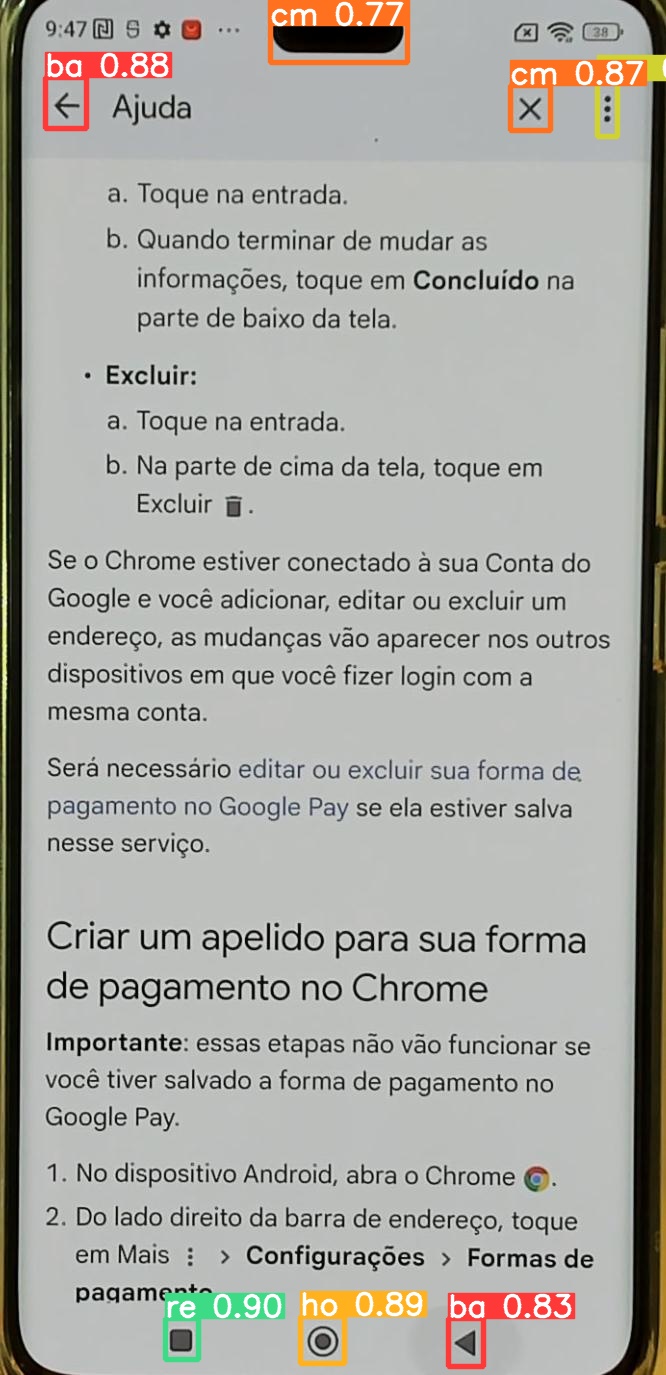 cm 0.77
9:47
38
ba 0.88
cm 0.87
Ajuda
a. Toque na entrada.
b. Quando terminar de mudar as
informações, toque em Concluído na
parte de baixo da tela.
• Excluir:
a. Toque na entrada.
b. Na parte de cima da tela, toque em
Excluir.
Se o Chrome estiver conectado à sua Conta do
Google e você adicionar, editar ou excluir um
endereço, as mudanças vão aparecer nos outros
dispositivos em que você fizer login com a
mesma conta.
Será necessário editar ou excluir sua forma de
pagamento no Google Pay se ela estiver salva
nesse serviço.
Criar um apelido para sua forma
de pagamento no Chrome
Importante: essas etapas não vão funcionar se
você tiver salvado a forma de pagamento no
Google Pay.
1. No dispositivo Android, abra o Chrome.
2. Do lado direito da barra de endereço, toque
em Mais > Configurações > Formas de
pagamento
re 0.90
ho 0.89
ba 0.83